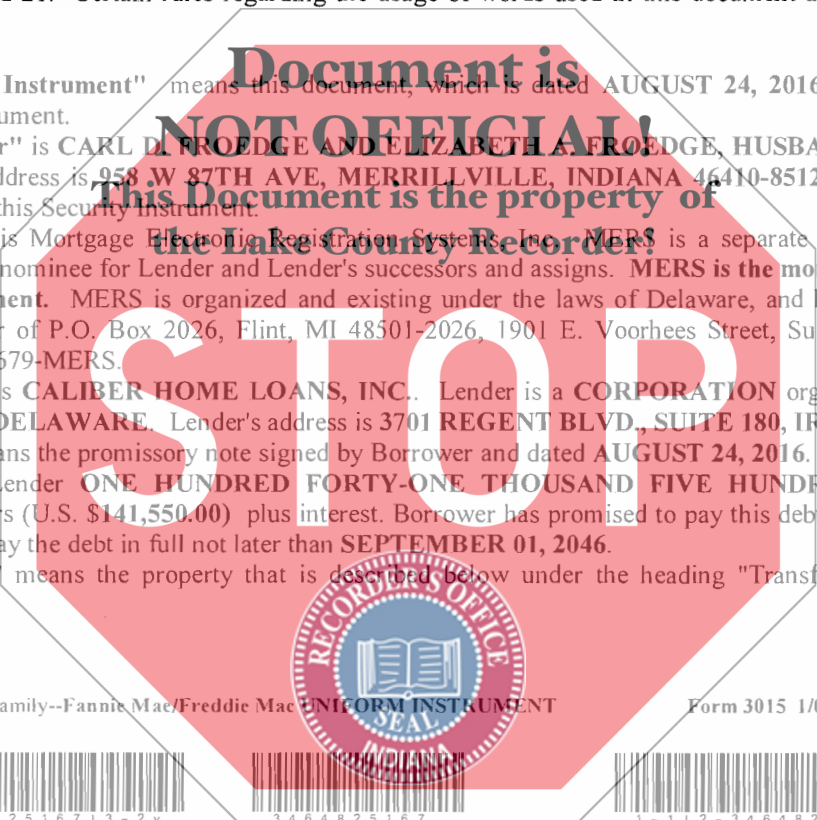 Document is
Instrument" means this document, which is dated AUGUST 24, 2016
ument.
NOT OFFICIAL!
r" is CARL D. FROEDGE AND ELIZABETH A. FROEDGE, HUSBA
ddress is 958 W 87TH AVE, MERRILLVILLE, INDIANA 46410-8512
This Document is the property of
this Security Instrument.
is Mortgage Electronic Registration Systems, Inc. MERS is a separate
the Lake County Recorder!
nominee for Lender and Lender's successors and assigns. MERS is the mo
ent. MERS is organized and existing under the laws of Delaware, and
r of P.O. Box 2026, Flint, MI 48501-2026, 1901 E. Voorhees Street, Su
679-MERS.
STOP
s CALIBER HOME LOANS, INC.. Lender is a CORPORATION org
DELAWARE. Lender's address is 3701 REGENT BLVD., SUITE 180, IR
ans the promissory note signed by Borrower and dated AUGUST 24, 2016.
Lender ONE HUNDRED FORTY-ONE THOUSAND FIVE HUNDR
rs (U.S. $141,550.00) plus interest. Borrower has promised to pay this deb
ay the debt in full not later than SEPTEMBER 01, 2046.
" means the property that is described below under the heading "Transf
RECORDER'S OFFICE
SEAL
INDIANA
amily--Fannie Mae/Freddie Mac UNIFORM INSTRUMENT
Form 3015 1/0